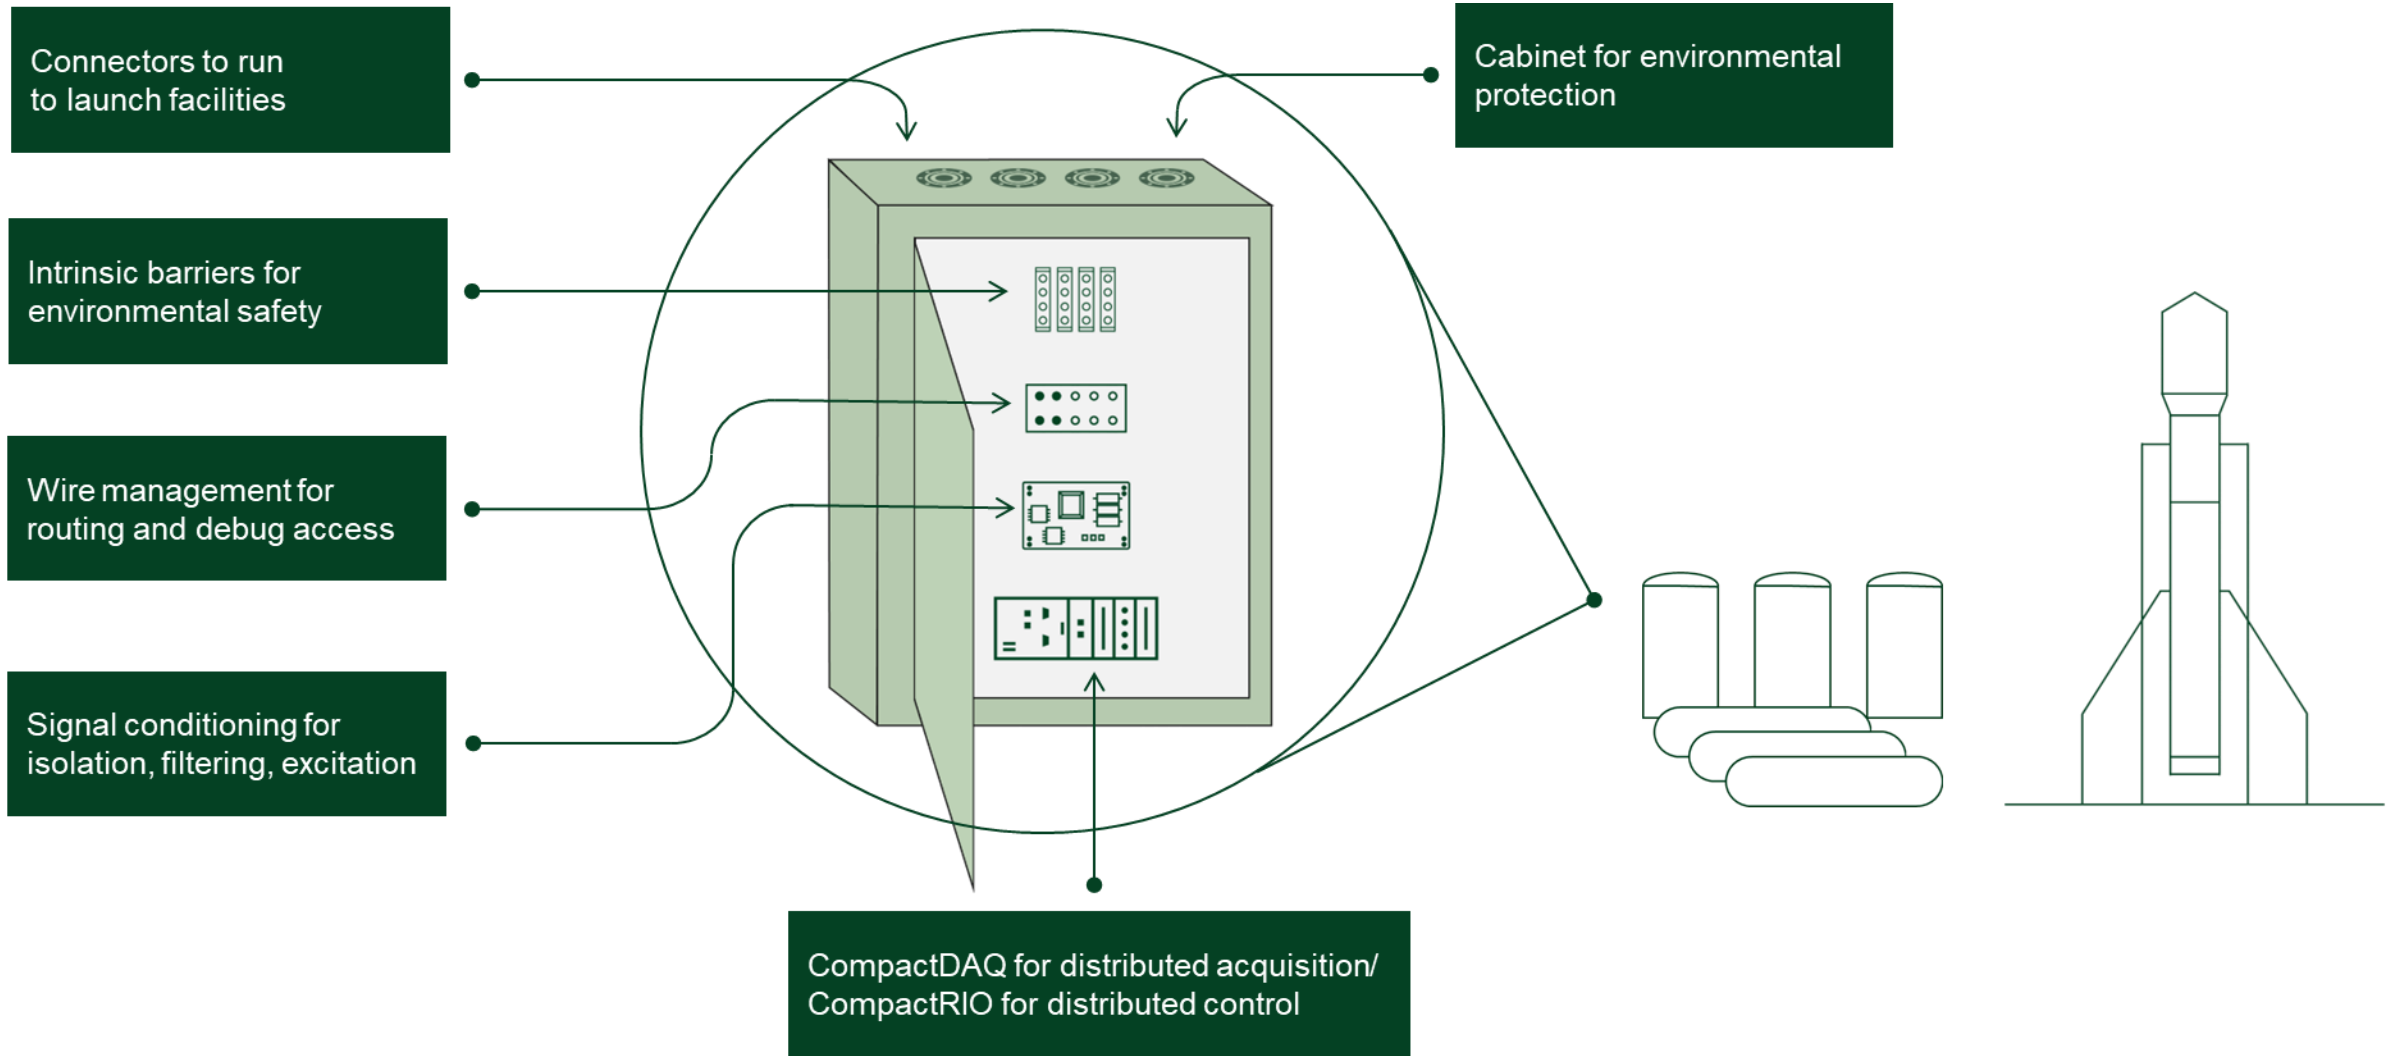 Connectors to run
to launch facilities
Cabinet for environmental
protection
Intrinsic barriers for
environmental safety
Wire management for
routing and debug access
Signal conditioning for
isolation, filtering, excitation
CompactDAQ for distributed acquisition/
CompactRIO for distributed control